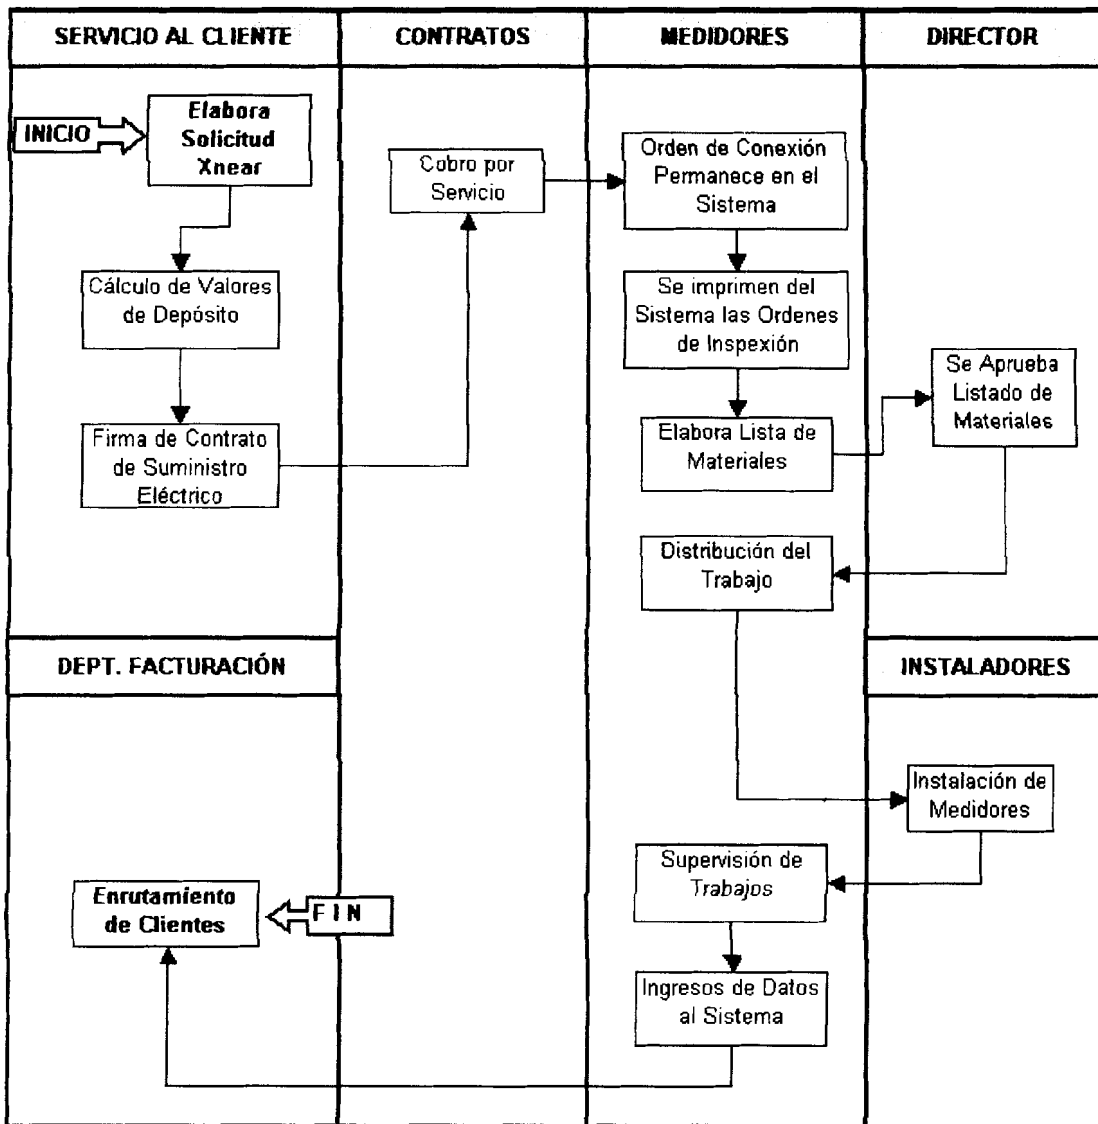 SERVICIO AL CLIENTE
CONTRATOS
MEDIDORES
DIRECTOR
INICIO
Elabora
Solicitud
Xnear
Cálculo de Valores
de Depósito
Firma de Contrato
de Suministro
Eléctrico
Cobro por
Servicio
Orden de Conexión
Permanece en el
Sistema
Se imprimen del
Sistema las Ordenes
de Inspexión
Elabora Lista de
Materiales
Se Aprueba
Listado de
Materiales
Distribución del
Trabajo
DEPT. FACTURACIÓN
INSTALADORES
Instalación de
Medidores
Supervisión de
Trabajos
Ingresos de Datos
al Sistema
Enrutamiento
de Clientes
F I N